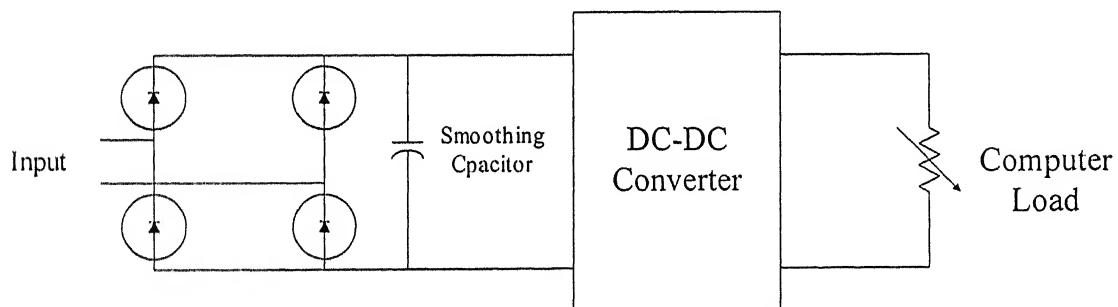 Input
Smoothing
Cpacitor
DC-DC
Converter
Computer
Load